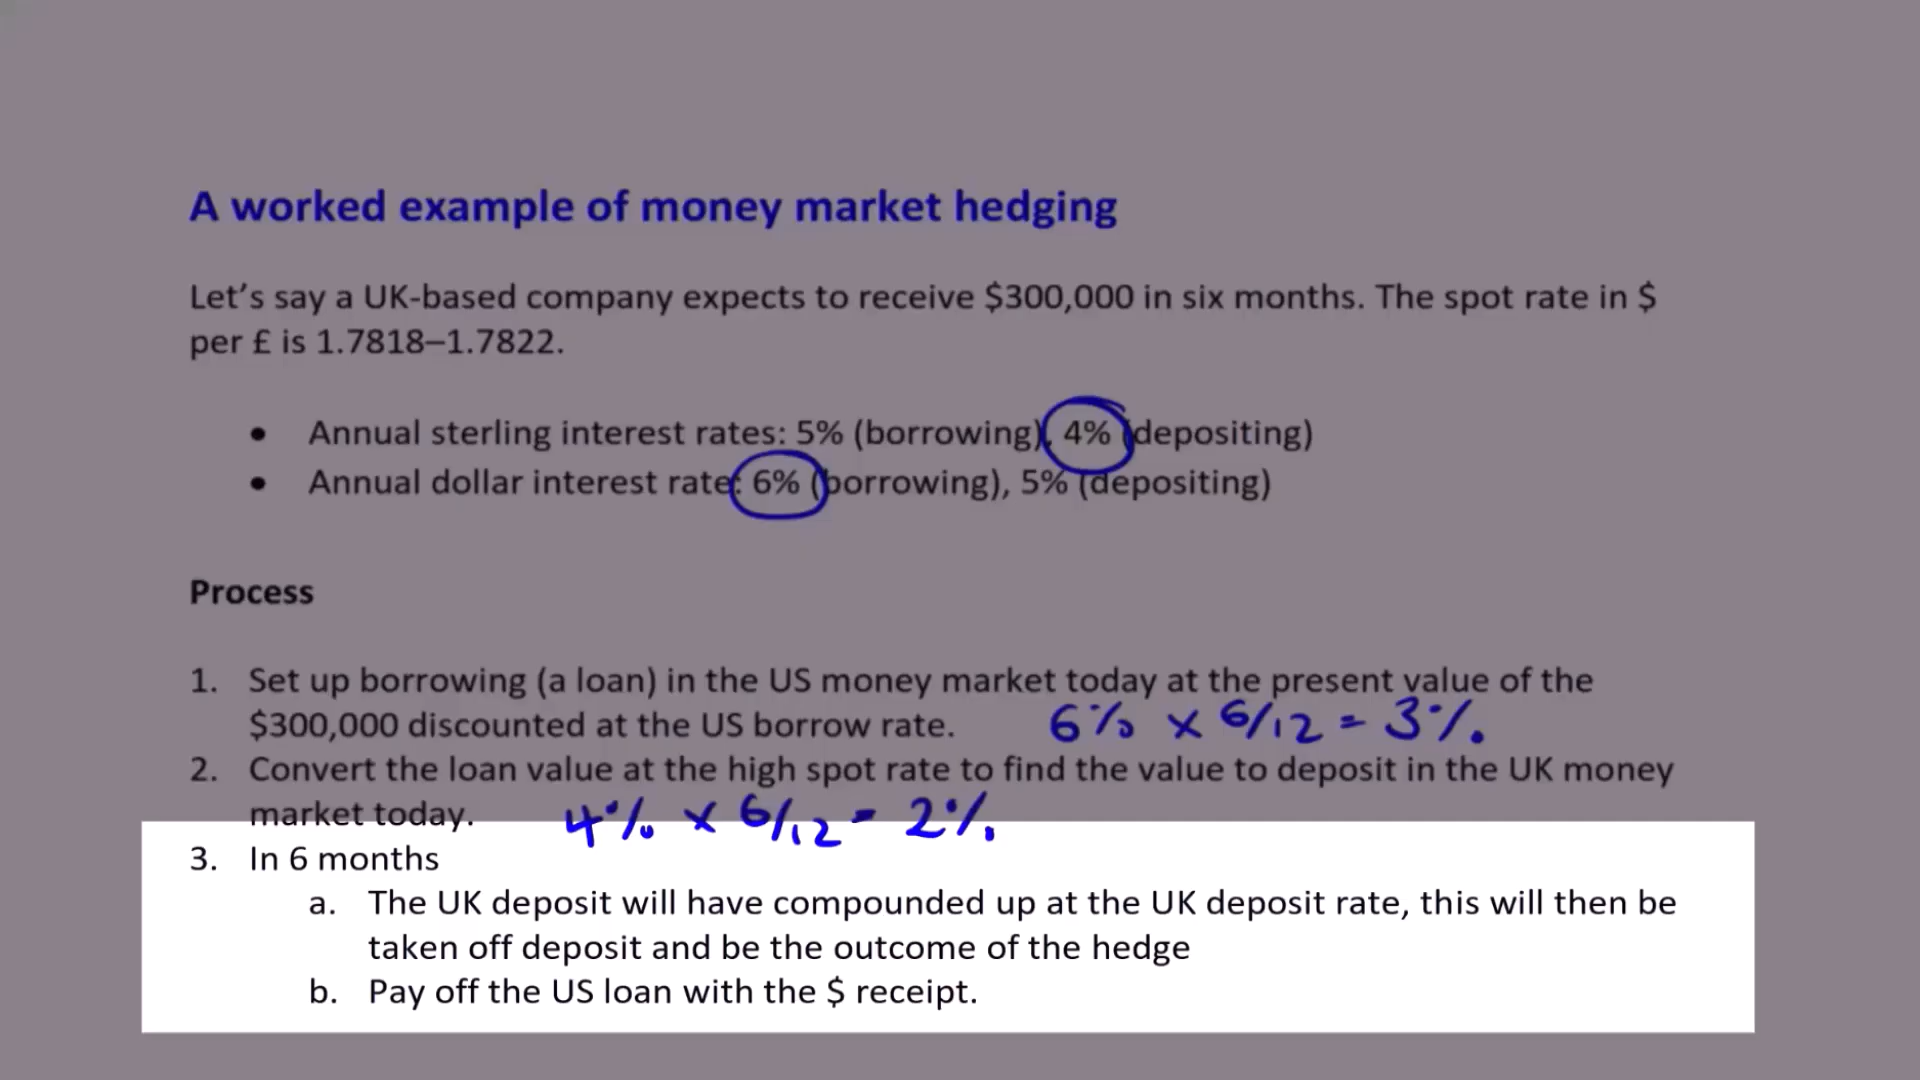 A worked example of money market hedging
Let’s say a UK-based company expects to receive $300,000 in six months. The spot rate in $
per £ is 1.7818–1.7822.
• Annual sterling interest rates: 5% (borrowing), 4% (depositing)
• Annual dollar interest rate: 6% (borrowing), 5% (depositing)
Process
1. Set up borrowing (a loan) in the US money market today at the present value of the
$300,000 discounted at the US borrow rate. 6% x 6/12 = 3%.
2. Convert the loan value at the high spot rate to find the value to deposit in the UK money
market today. 4% x 6/12 = 2%.
3. In 6 months
a. The UK deposit will have compounded up at the UK deposit rate, this will then be
taken off deposit and be the outcome of the hedge
b. Pay off the US loan with the $ receipt.